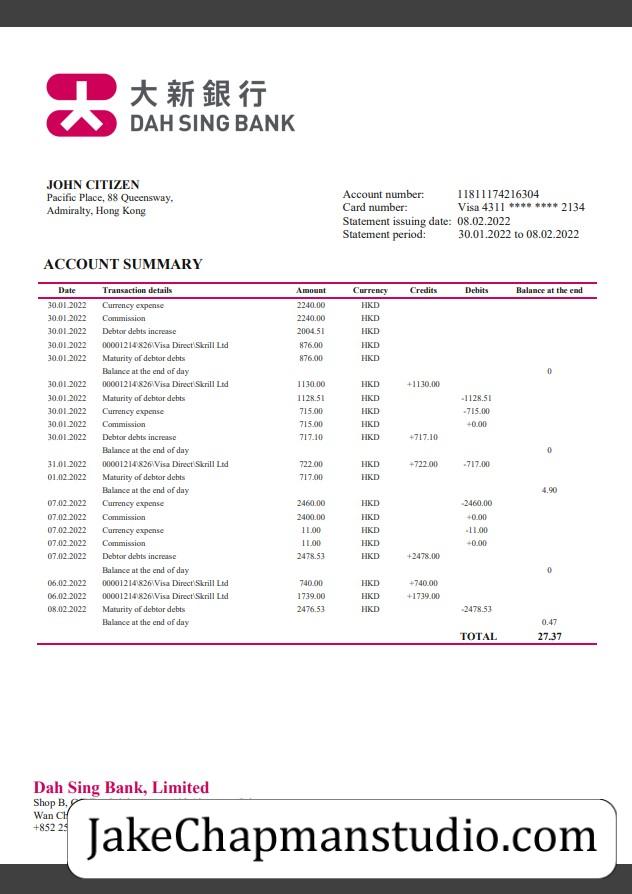 大新銀行
DAH SING BANK
JOHN CITIZEN
Pacific Place, 88 Queensway,
Admiralty, Hong Kong
Account number: 11811174216304
Card number: Visa 4311 **** **** 2134
Statement issuing date: 08.02.2022
Statement period: 30.01.2022 to 08.02.2022
ACCOUNT SUMMARY
Date Transaction details Amount Currency Credits Debits Balance at the end
30.01.2022 Currency expense 2240.00 HKD
30.01.2022 Commission 2240.00 HKD
30.01.2022 Debtor debts increase 2004.51 HKD
30.01.2022 00001214\826\Visa Direct\Skrill Ltd 876.00 HKD
30.01.2022 Maturity of debtor debts 876.00 HKD
Balance at the end of day 0
30.01.2022 00001214\826\Visa Direct\Skrill Ltd 1130.00 HKD +1130.00
30.01.2022 Maturity of debtor debts 1128.51 HKD -1128.51
30.01.2022 Currency expense 715.00 HKD -715.00
30.01.2022 Commission 715.00 HKD +0.00
30.01.2022 Debtor debts increase 717.10 HKD +717.10
Balance at the end of day 0
31.01.2022 00001214\826\Visa Direct\Skrill Ltd 722.00 HKD +722.00 -717.00
01.02.2022 Maturity of debtor debts 717.00 HKD
Balance at the end of day 4.90
07.02.2022 Currency expense 2460.00 HKD -2460.00
07.02.2022 Commission 2400.00 HKD +0.00
07.02.2022 Currency expense 11.00 HKD -11.00
07.02.2022 Commission 11.00 HKD +0.00
07.02.2022 Debtor debts increase 2478.53 HKD +2478.00
Balance at the end of day 0
06.02.2022 00001214\826\Visa Direct\Skrill Ltd 740.00 HKD +740.00
06.02.2022 00001214\826\Visa Direct\Skrill Ltd 1739.00 HKD +1739.00
08.02.2022 Maturity of debtor debts 2476.53 HKD -2478.53
Balance at the end of day 0.47
TOTAL 27.37
Dah Sing Bank, Limited
Shop B,
Wan
+852
JakeChapmanstudio.com